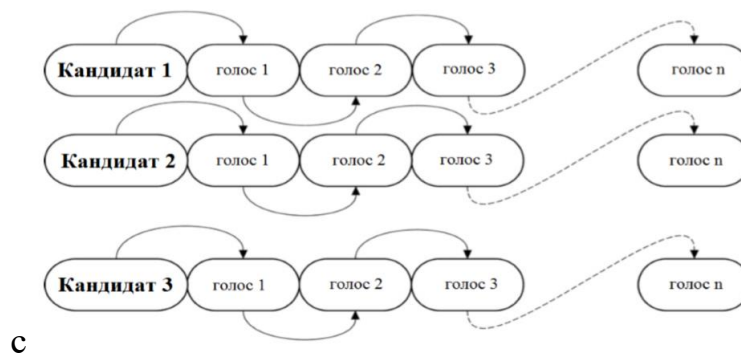 Кандидат 1 голос 1 голос 2 голос 3 голос n
Кандидат 2 голос 1 голос 2 голос 3 голос n
Кандидат 3 голос 1 голос 2 голос 3 голос n
с